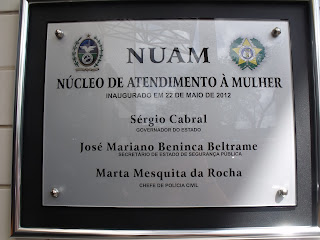 NUAM
NÚCLEO DE ATENDIMENTO À MULHER
INAUGURADO EM 22 DE MAIO DE 2012
Sérgio Cabral
GOVERNADOR DO ESTADO
José Mariano Beninca Beltrame
SECRETÁRIO DE ESTADO DE SEGURANÇA PÚBLICA
Marta Mesquita da Rocha
CHEFE DE POLÍCIA CIVIL